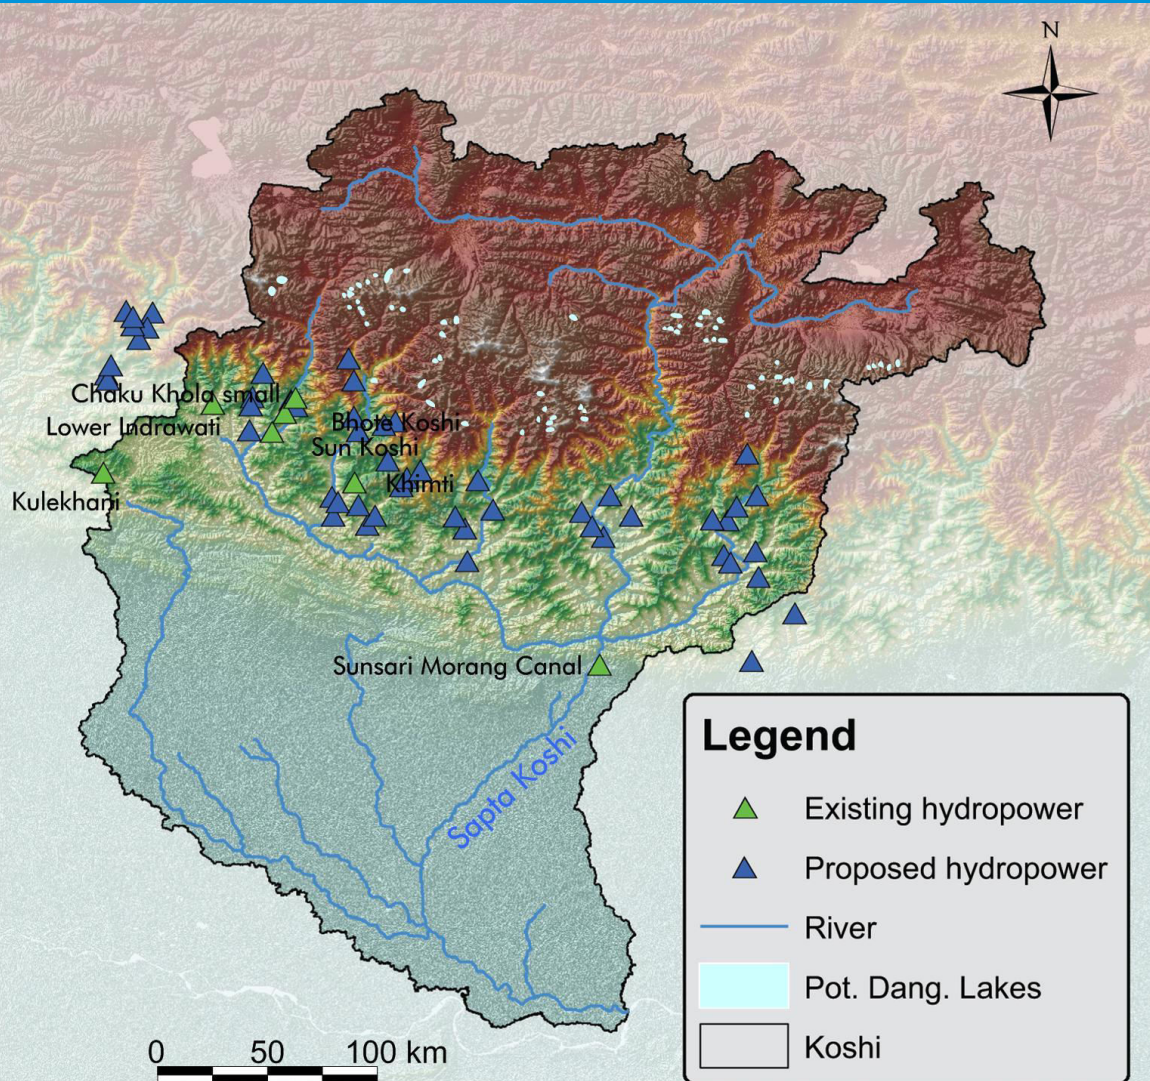 N
Chaku Khola small
Lower Indrawati
Bhote Koshi
Sun Koshi
Khimti
Kulekhani
Sunsari Morang Canal
Sapta Koshi
Legend
Existing hydropower
Proposed hydropower
River
Pot. Dang. Lakes
Koshi
0 50 100 km